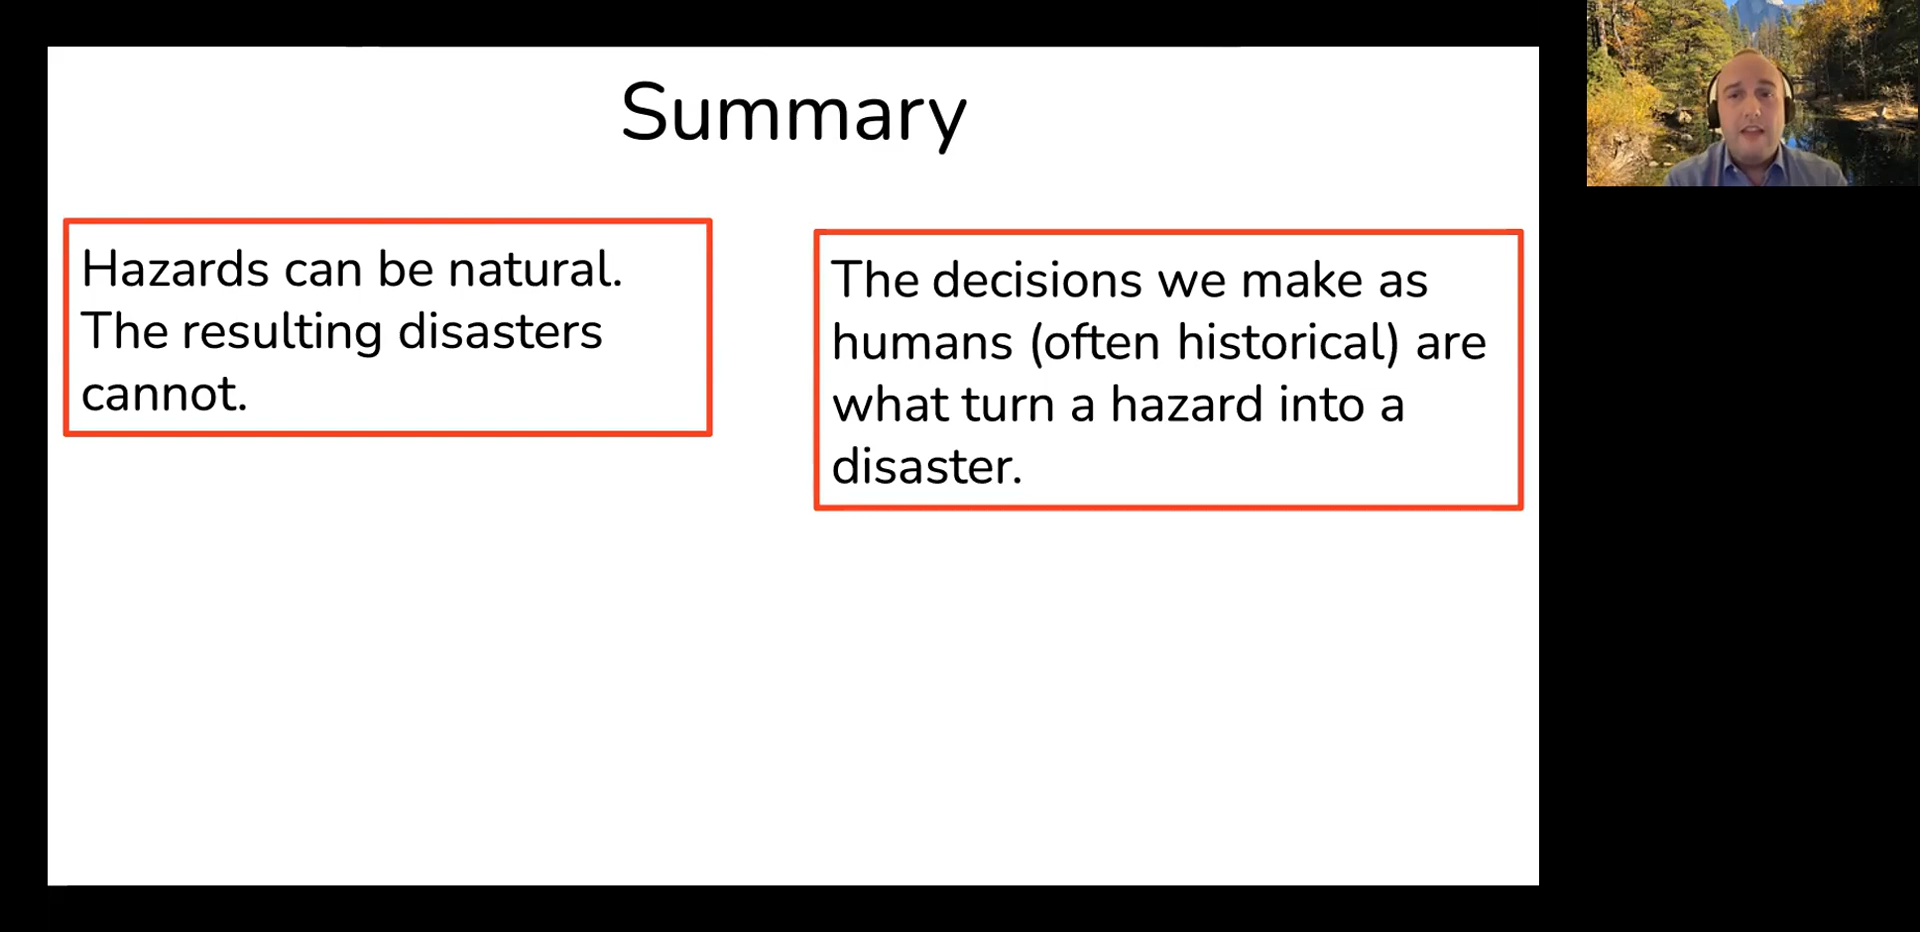 Summary
Hazards can be natural.
The resulting disasters
cannot.
The decisions we make as
humans (often historical) are
what turn a hazard into a
disaster.